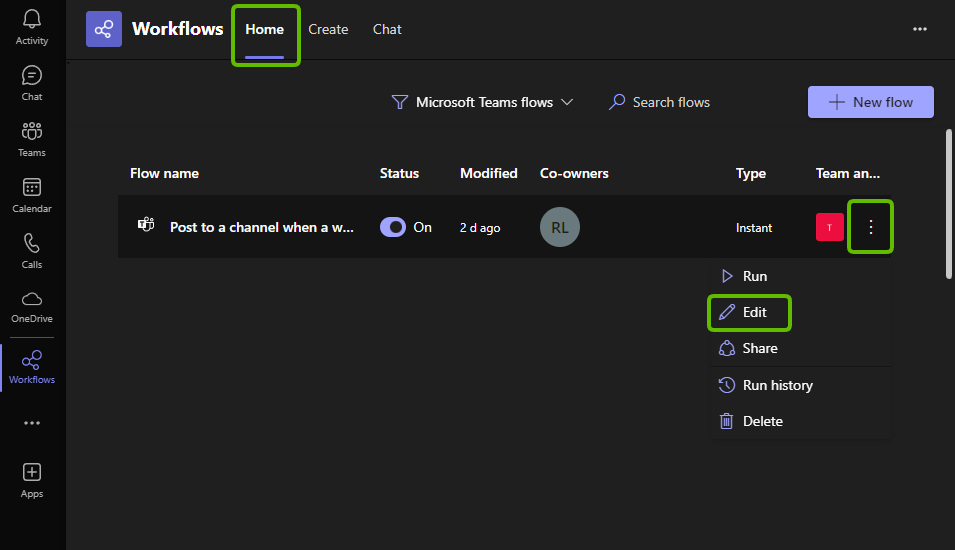 Activity
Chat
Teams
Calendar
Calls
OneDrive
Workflows
Apps
Workflows Home Create Chat
Microsoft Teams flows Search flows New flow
Flow name Status Modified Co-owners Type Team an...
Post to a channel when a w... On 2 d ago RL Instant T
Run
Edit
Share
Run history
Delete